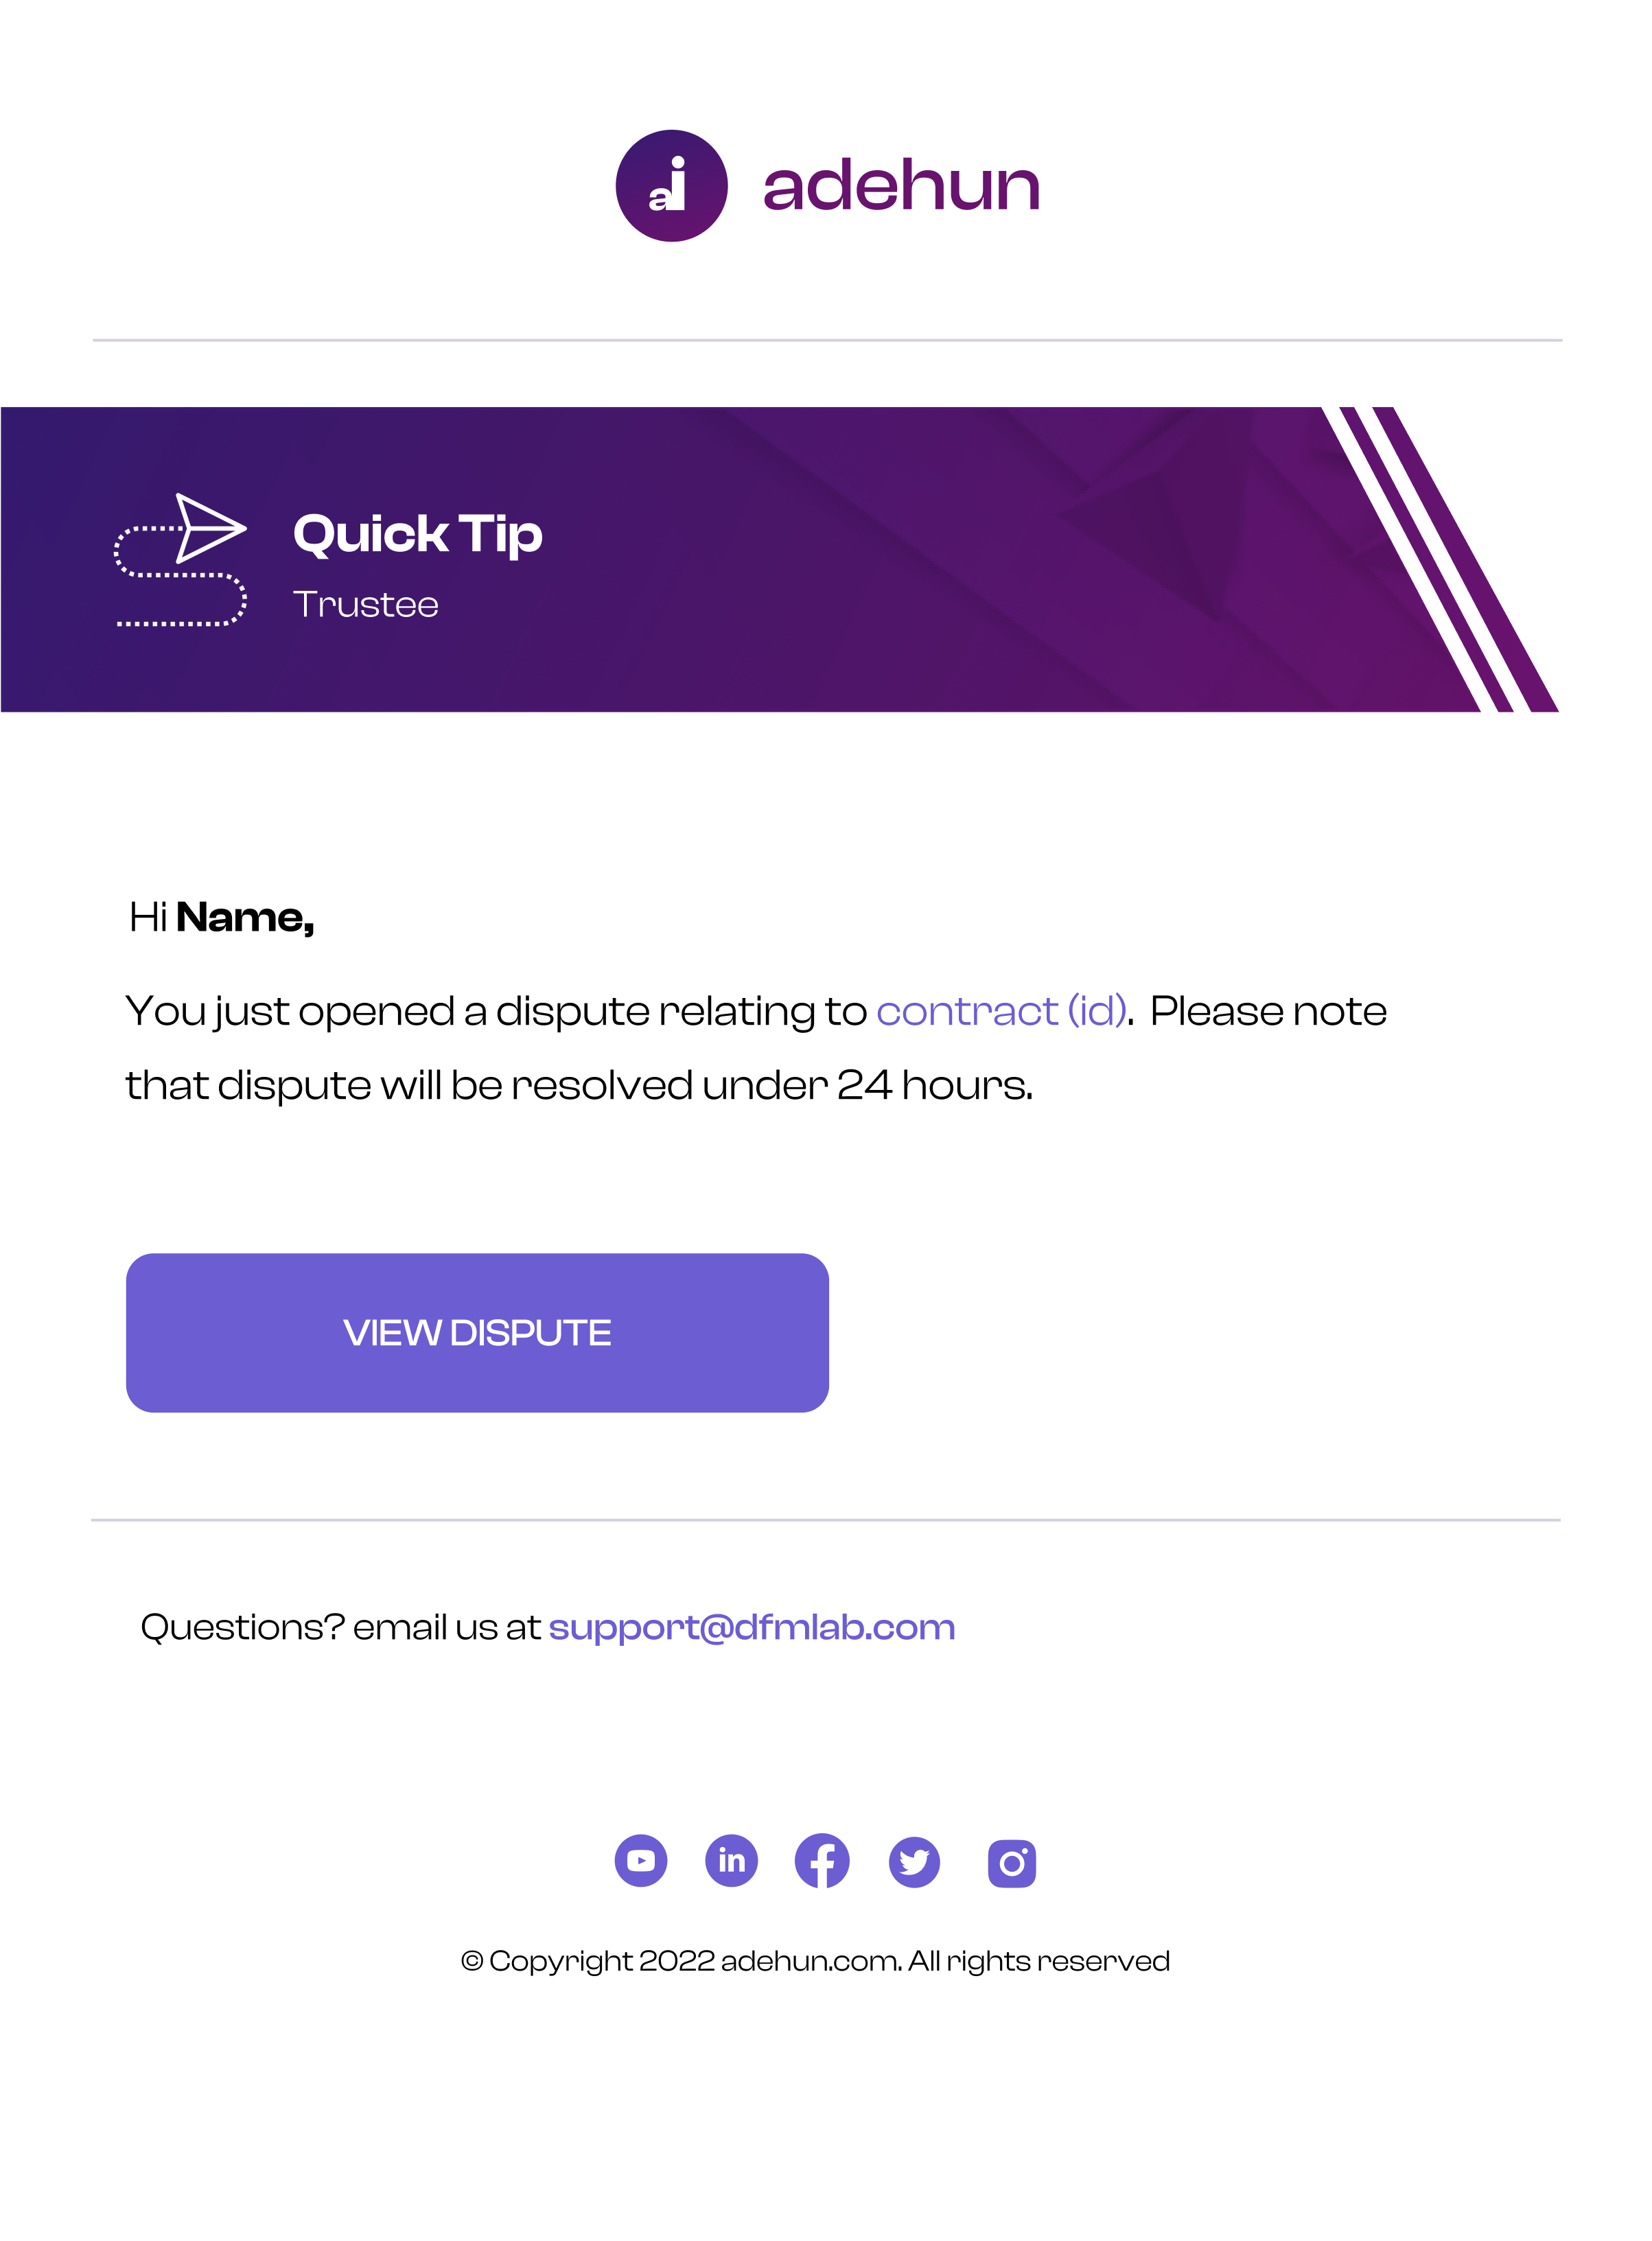 ai adehun
Quick Tip
Trustee
Hi Name,
You just opened a dispute relating to contract (id).  Please note
that dispute will be resolved under 24 hours.
VIEW DISPUTE
Questions? email us at support@dfmlab.com
in
© Copyright 2022 adehun.com. All rights reserved